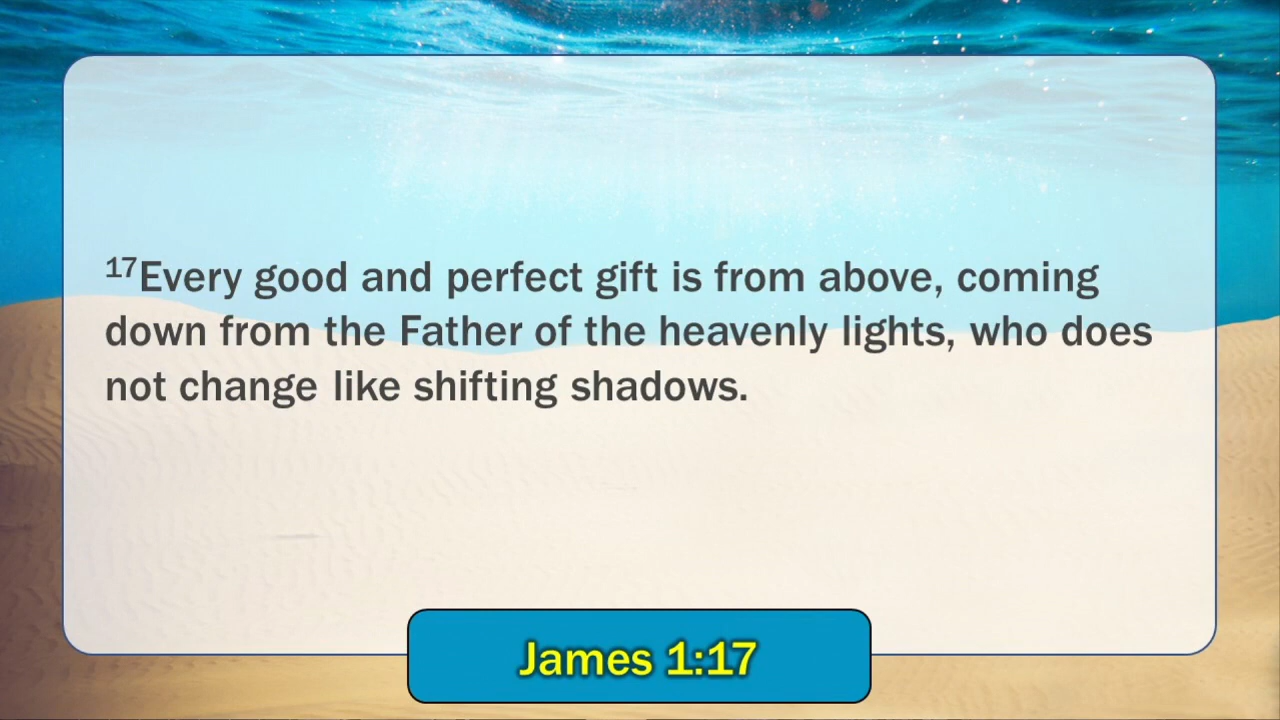 17Every good and perfect gift is from above, coming
down from the Father of the heavenly lights, who does
not change like shifting shadows.
James 1:17